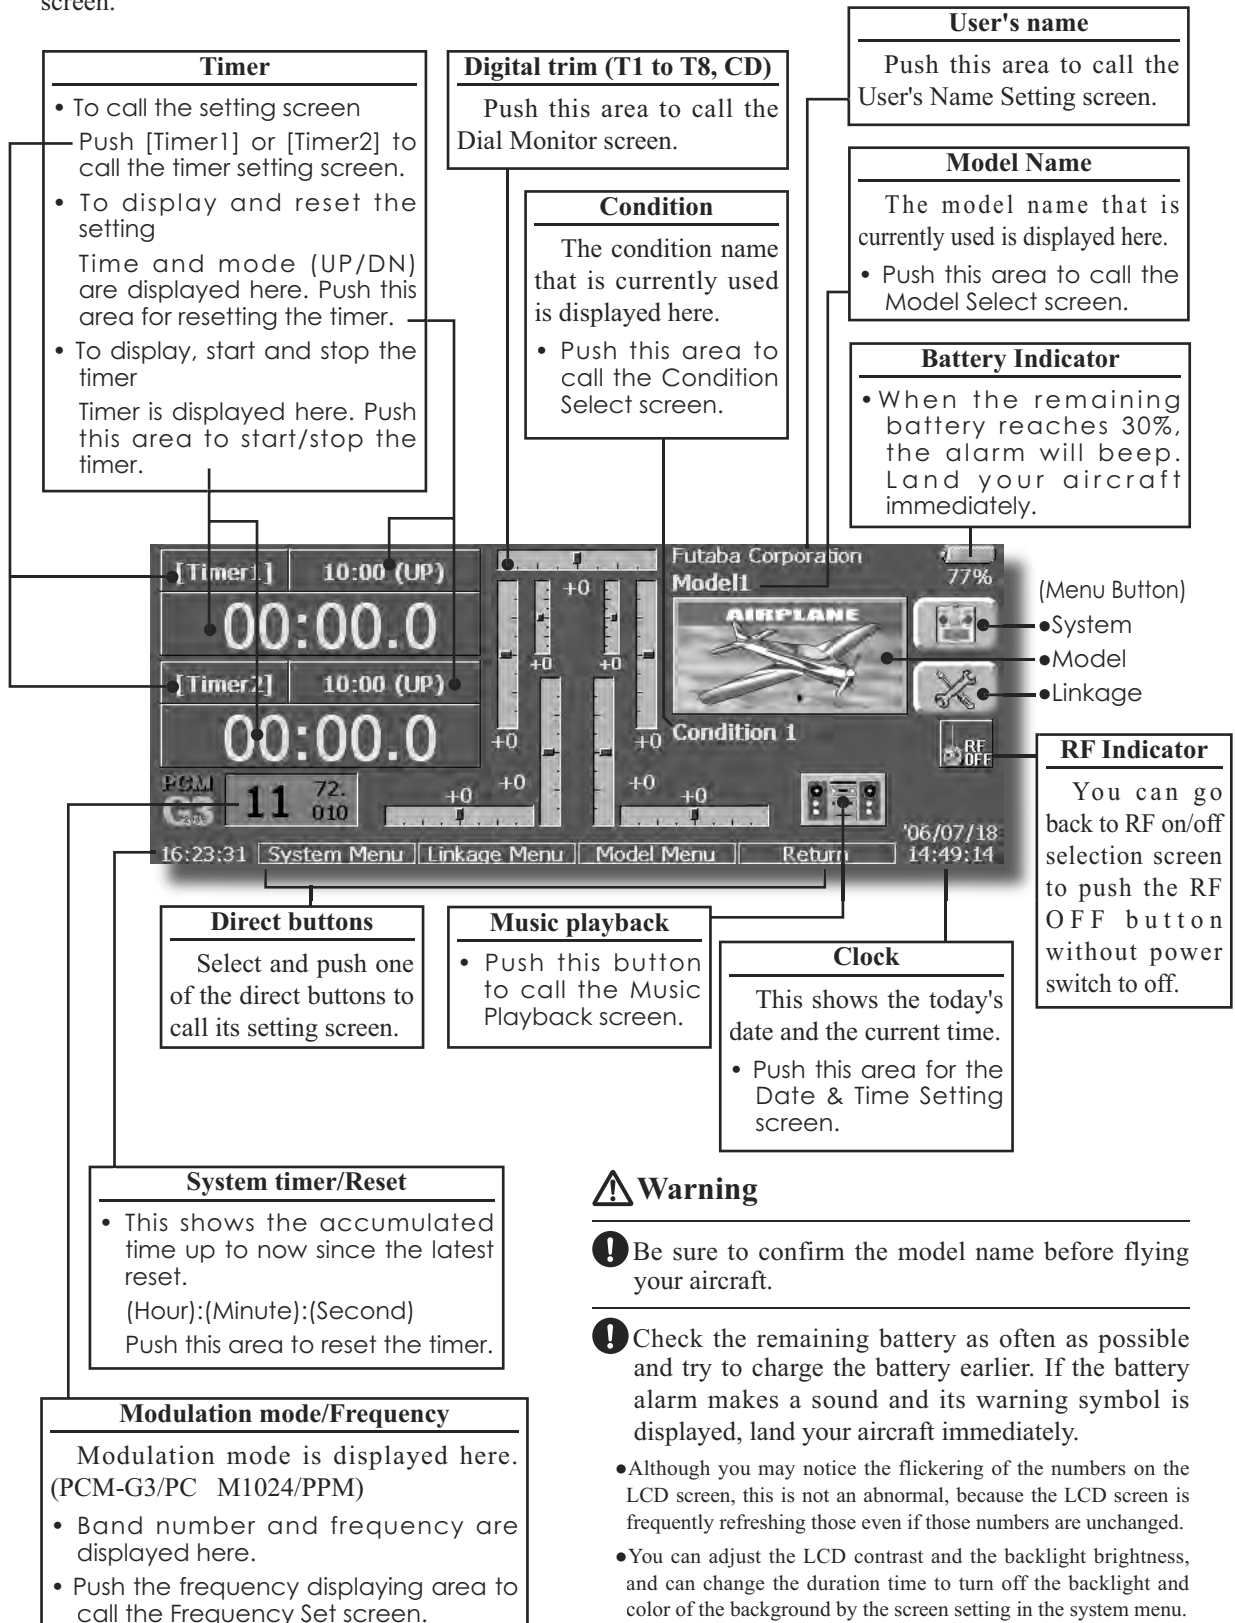 screen.
User's name
Push this area to call the
User's Name Setting screen.
Timer
• To call the setting screen
Push [Timer1] or [Timer2] to
call the timer setting screen.
• To display and reset the
setting
Time and mode (UP/DN)
are displayed here. Push this
area for resetting the timer.
• To display, start and stop the
timer
Timer is displayed here. Push
this area to start/stop the
timer.
Digital trim (T1 to T8, CD)
Push this area to call the
Dial Monitor screen.
Condition
The condition name
that is currently used
is displayed here.
• Push this area to
call the Condition
Select screen.
Model Name
The model name that is
currently used is displayed here.
• Push this area to call the
Model Select screen.
Battery Indicator
• When the remaining
battery reaches 30%,
the alarm will beep.
Land your aircraft
immediately.
[Timer1] 10:00 (UP)
00:00.0
[Timer2] 10:00 (UP)
00:00.0
+0
+0
+0
+0
+0
+0
+0
+0
+0
Futaba Corporation
Model1
77%
AIRPLANE
Condition 1
RF
OFF
PCM
G3
11 72.
010
'06/07/18
16:23:31 System Menu Linkage Menu Model Menu Return 14:49:14
(Menu Button)
●System
●Model
●Linkage
RF Indicator
You can go
back to RF on/off
selection screen
to push the RF
OFF button
without power
switch to off.
Direct buttons
Select and push one
of the direct buttons to
call its setting screen.
Music playback
• Push this button
to call the Music
Playback screen.
Clock
This shows the today's
date and the current time.
• Push this area for the
Date & Time Setting
screen.
System timer/Reset
• This shows the accumulated
time up to now since the latest
reset.
(Hour):(Minute):(Second)
Push this area to reset the timer.
Modulation mode/Frequency
Modulation mode is displayed here.
(PCM-G3/PC M1024/PPM)
• Band number and frequency are
displayed here.
• Push the frequency displaying area to
call the Frequency Set screen.
Warning
Be sure to confirm the model name before flying
your aircraft.
Check the remaining battery as often as possible
and try to charge the battery earlier. If the battery
alarm makes a sound and its warning symbol is
displayed, land your aircraft immediately.
●Although you may notice the flickering of the numbers on the
LCD screen, this is not an abnormal, because the LCD screen is
frequently refreshing those even if those numbers are unchanged.
●You can adjust the LCD contrast and the backlight brightness,
and can change the duration time to turn off the backlight and
color of the background by the screen setting in the system menu.